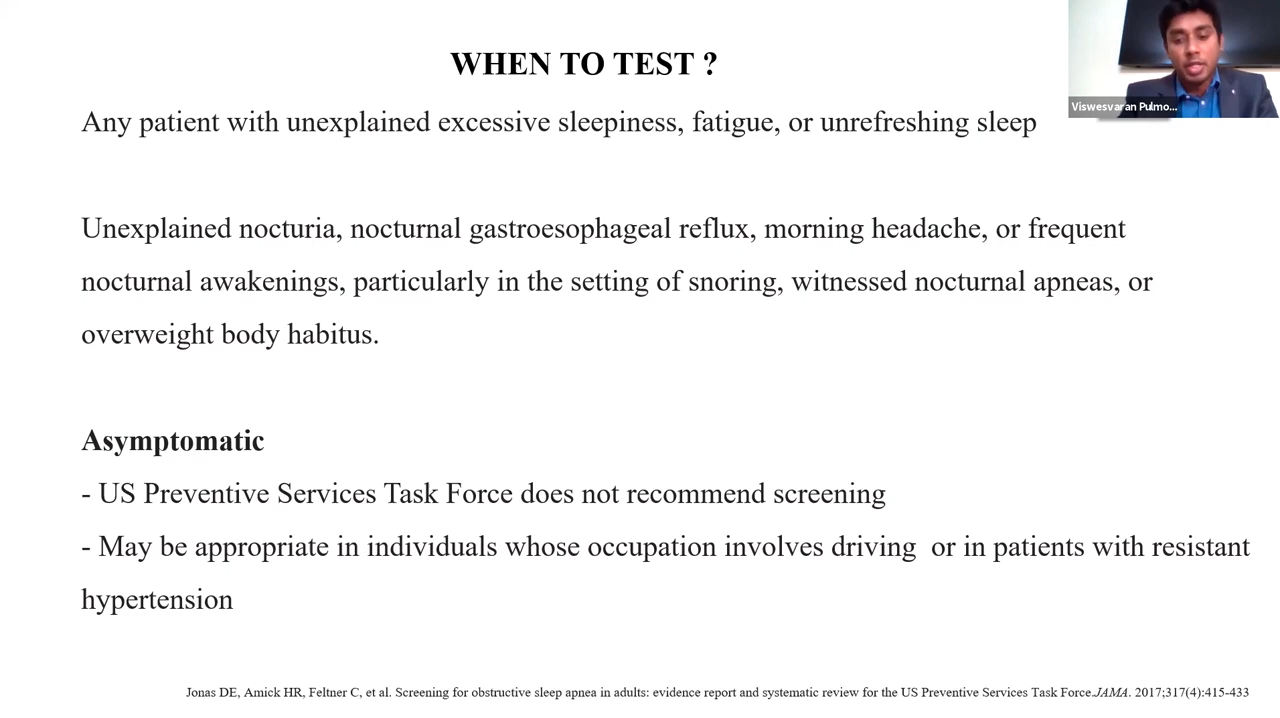 WHEN TO TEST ?
Viswesvaran Pulmo...
Any patient with unexplained excessive sleepiness, fatigue, or unrefreshing sleep
Unexplained nocturia, nocturnal gastroesophageal reflux, morning headache, or frequent
nocturnal awakenings, particularly in the setting of snoring, witnessed nocturnal apneas, or
overweight body habitus.
Asymptomatic
- US Preventive Services Task Force does not recommend screening
- May be appropriate in individuals whose occupation involves driving  or in patients with resistant
hypertension
Jonas DE, Amick HR, Feltner C, et al. Screening for obstructive sleep apnea in adults: evidence report and systematic review for the US Preventive Services Task Force.JAMA. 2017;317(4):415-433